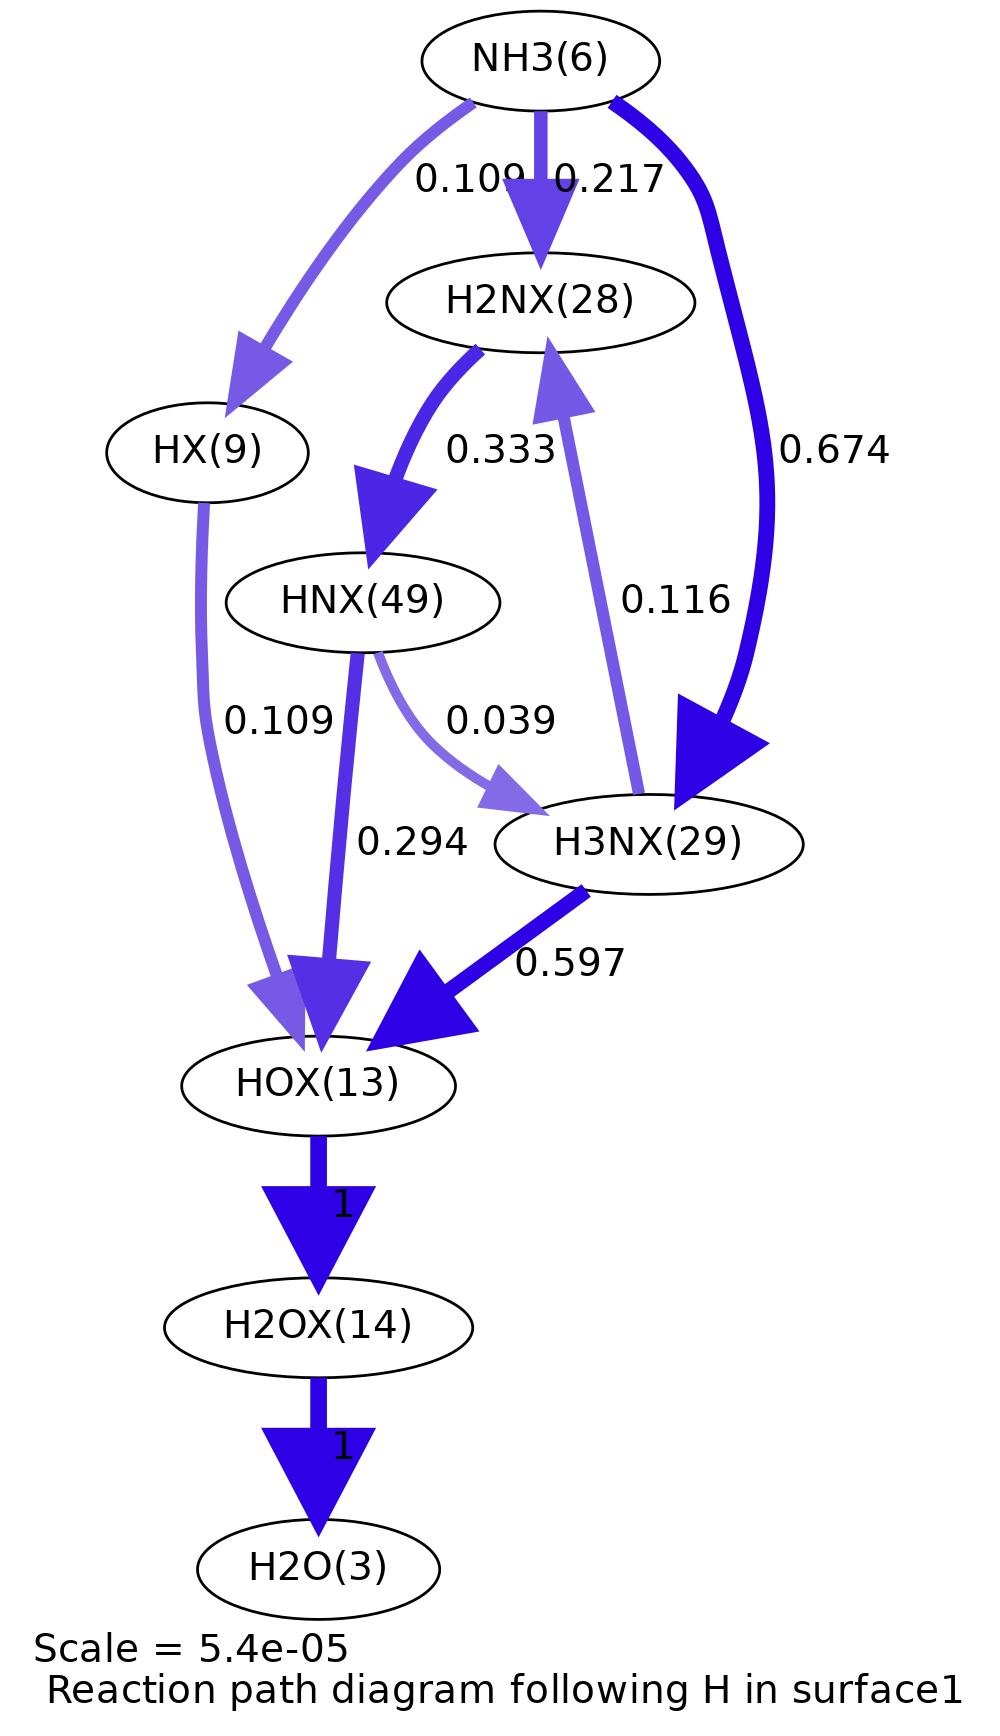 NH3(6)
0.109
0.217
H2NX(28)
HX(9)
0.333
0.674
HNX(49)
0.116
0.109
0.039
0.294
H3NX(29)
0.597
HOX(13)
1
H2OX(14)
1
H2O(3)
Scale = 5.4e-05
Reaction path diagram following H in surface1